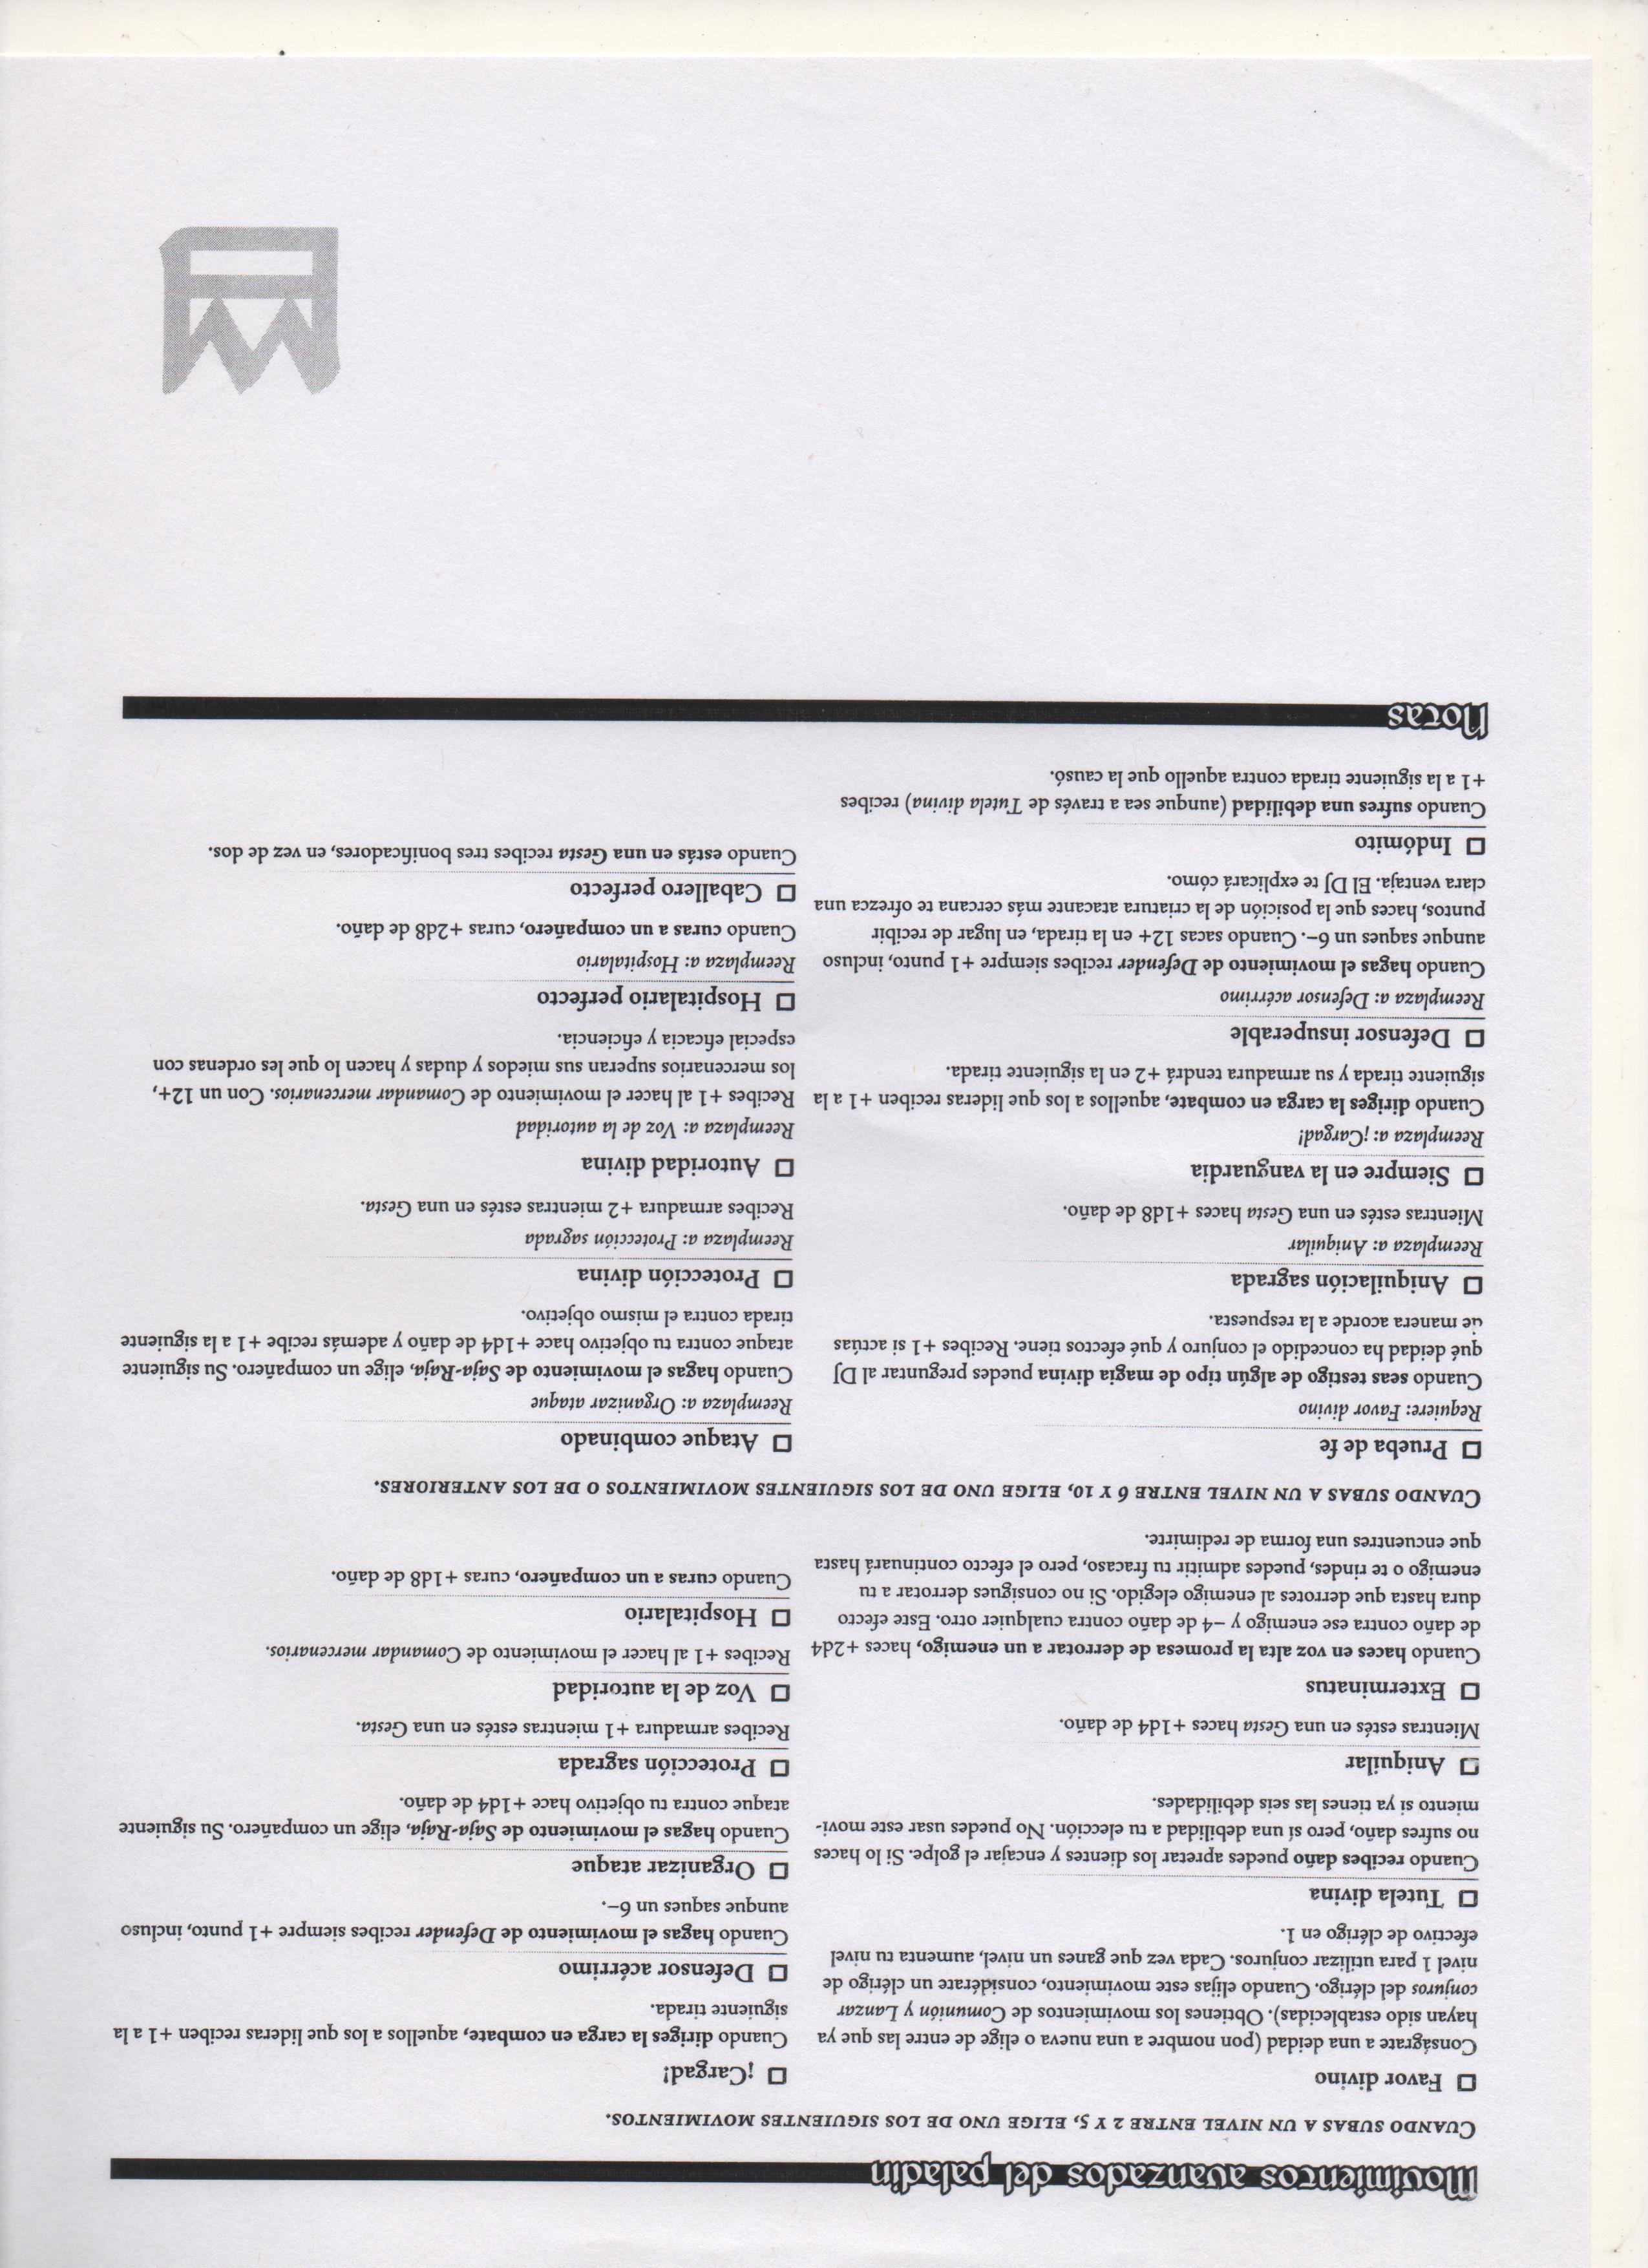 Movimientos avanzados del paladin
Cuando subas a un nivel entre 2 y 5, elige uno de los siguientes movimientos.
Favor divino
Conságrate a una deidad (pon nombre a una nueva o elige de entre las que ya
hayan sido establecidas). Obtienes los movimientos de Comunión y Lanzar
conjuros del clérigo. Cuando elijas este movimiento, considérate un clérigo de
nivel 1 para utilizar conjuros. Cada vez que ganes un nivel, aumenta tu nivel
efectivo de clérigo en 1.
Tutela divina
Cuando recibes daño puedes apretar los dientes y encajar el golpe. Si lo haces
no sufres daño, pero sí una debilidad a tu elección. No puedes usar este movi-
miento si ya tienes las seis debilidades.
Aniquilar
Mientras estés en una Gesta haces +1d4 de daño.
Exterminatus
Cuando haces en voz alta la promesa de derrotar a un enemigo, haces +2d4
de daño contra ese enemigo y –4 de daño contra cualquier otro. Este efecto
dura hasta que derrotes al enemigo elegido. Si no consigues derrotar a tu
enemigo o te rindes, puedes admitir tu fracaso, pero el efecto continuará hasta
que encuentres una forma de redimirte.
¡Cargad!
Cuando diriges la carga en combate, aquellos a los que lideras reciben +1 a la
siguiente tirada.
Defensor acérrimo
Cuando hagas el movimiento de Defender recibes siempre +1 punto, incluso
aunque saques un 6–.
Organizar ataque
Cuando hagas el movimiento de Saja-Raja, elige un compañero. Su siguiente
ataque contra tu objetivo hace +1d4 de daño.
Protección sagrada
Recibes armadura +1 mientras estés en una Gesta.
Voz de la autoridad
Recibes +1 al hacer el movimiento de Comandar mercenarios.
Hospitalario
Cuando curas a un compañero, curas +1d8 de daño.
Cuando subas a un nivel entre 6 y 10, elige uno de los siguientes movimientos o de los anteriores.
Prueba de fe
Requiere: Favor divino
Cuando seas testigo de algún tipo de magia divina puedes preguntar al DJ
qué deidad ha concedido el conjuro y qué efectos tiene. Recibes +1 si actúas
de manera acorde a la respuesta.
Aniquilación sagrada
Reemplaza a: Aniquilar
Mientras estés en una Gesta haces +1d8 de daño.
Siempre en la vanguardia
Reemplaza a: ¡Cargad!
Cuando diriges la carga en combate, aquellos a los que lideras reciben +1 a la
siguiente tirada y su armadura tendrá +2 en la siguiente tirada.
Defensor insuperable
Reemplaza a: Defensor acérrimo
Cuando hagas el movimiento de Defender recibes siempre +1 punto, incluso
aunque saques un 6–. Cuando sacas 12+ en la tirada, en lugar de recibir
puntos, haces que la posición de la criatura atacante más cercana te ofrezca una
clara ventaja. El DJ te explicará cómo.
Indómito
Cuando sufres una debilidad (aunque sea a través de Tutela divina) recibes
+1 a la siguiente tirada contra aquello que la causó.
Ataque combinado
Reemplaza a: Organizar ataque
Cuando hagas el movimiento de Saja-Raja, elige un compañero. Su siguiente
ataque contra tu objetivo hace +1d4 de daño y además recibe +1 a la siguiente
tirada contra el mismo objetivo.
Protección divina
Reemplaza a: Protección sagrada
Recibes armadura +2 mientras estés en una Gesta.
Autoridad divina
Reemplaza a: Voz de la autoridad
Recibes +1 al hacer el movimiento de Comandar mercenarios. Con un 12+,
los mercenarios superan sus miedos y dudas y hacen lo que les ordenas con
especial eficacia y eficiencia.
Hospitalario perfecto
Reemplaza a: Hospitalario
Cuando curas a un compañero, curas +2d8 de daño.
Caballero perfecto
Cuando estás en una Gesta recibes tres bonificadores, en vez de dos.
Notas